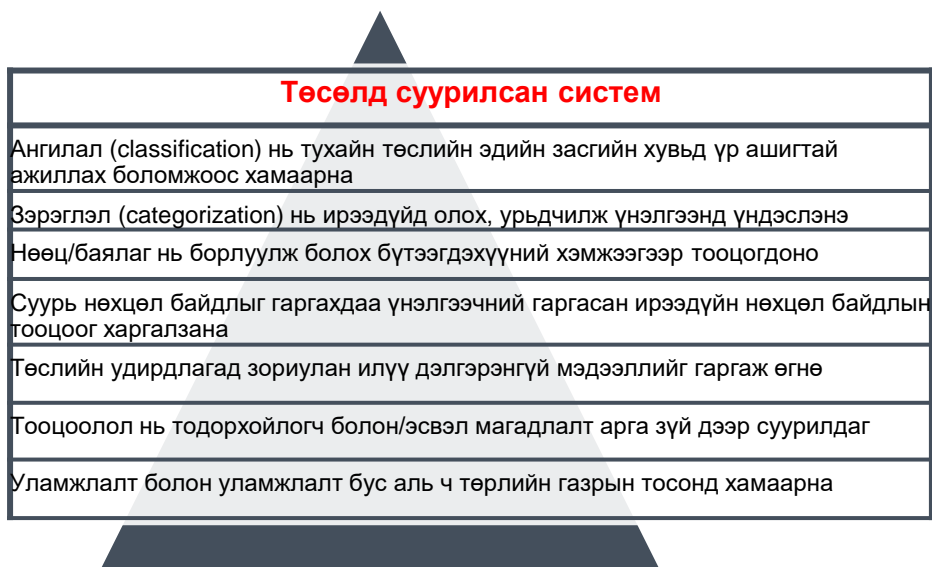 Төсөлд суурилсан систем
Ангилал (classification) нь тухайн төслийн эдийн засгийн хувьд үр ашигтай
ажиллах боломжоос хамаарна
Зэрэглэл (categorization) нь ирээдүйд олох, урьдчилж үнэлгээнд үндэслэнэ
Нөөц/баялаг нь борлуулж болох бүтээгдэхүүний хэмжээгээр тооцогдоно
Суурь нөхцөл байдлыг гаргахдаа үнэлгээчний гаргасан ирээдүйн нөхцөл байдлын
тооцоог харгалзана
Төслийн удирдлагад зориулан илүү дэлгэрэнгүй мэдээллийг гаргаж өгнө
Тооцоолол нь тодорхойлогч болон/эсвэл магадлалт арга зүй дээр суурилдаг
Уламжлалт болон уламжлалт бус аль ч төрлийн газрын тосонд хамаарна